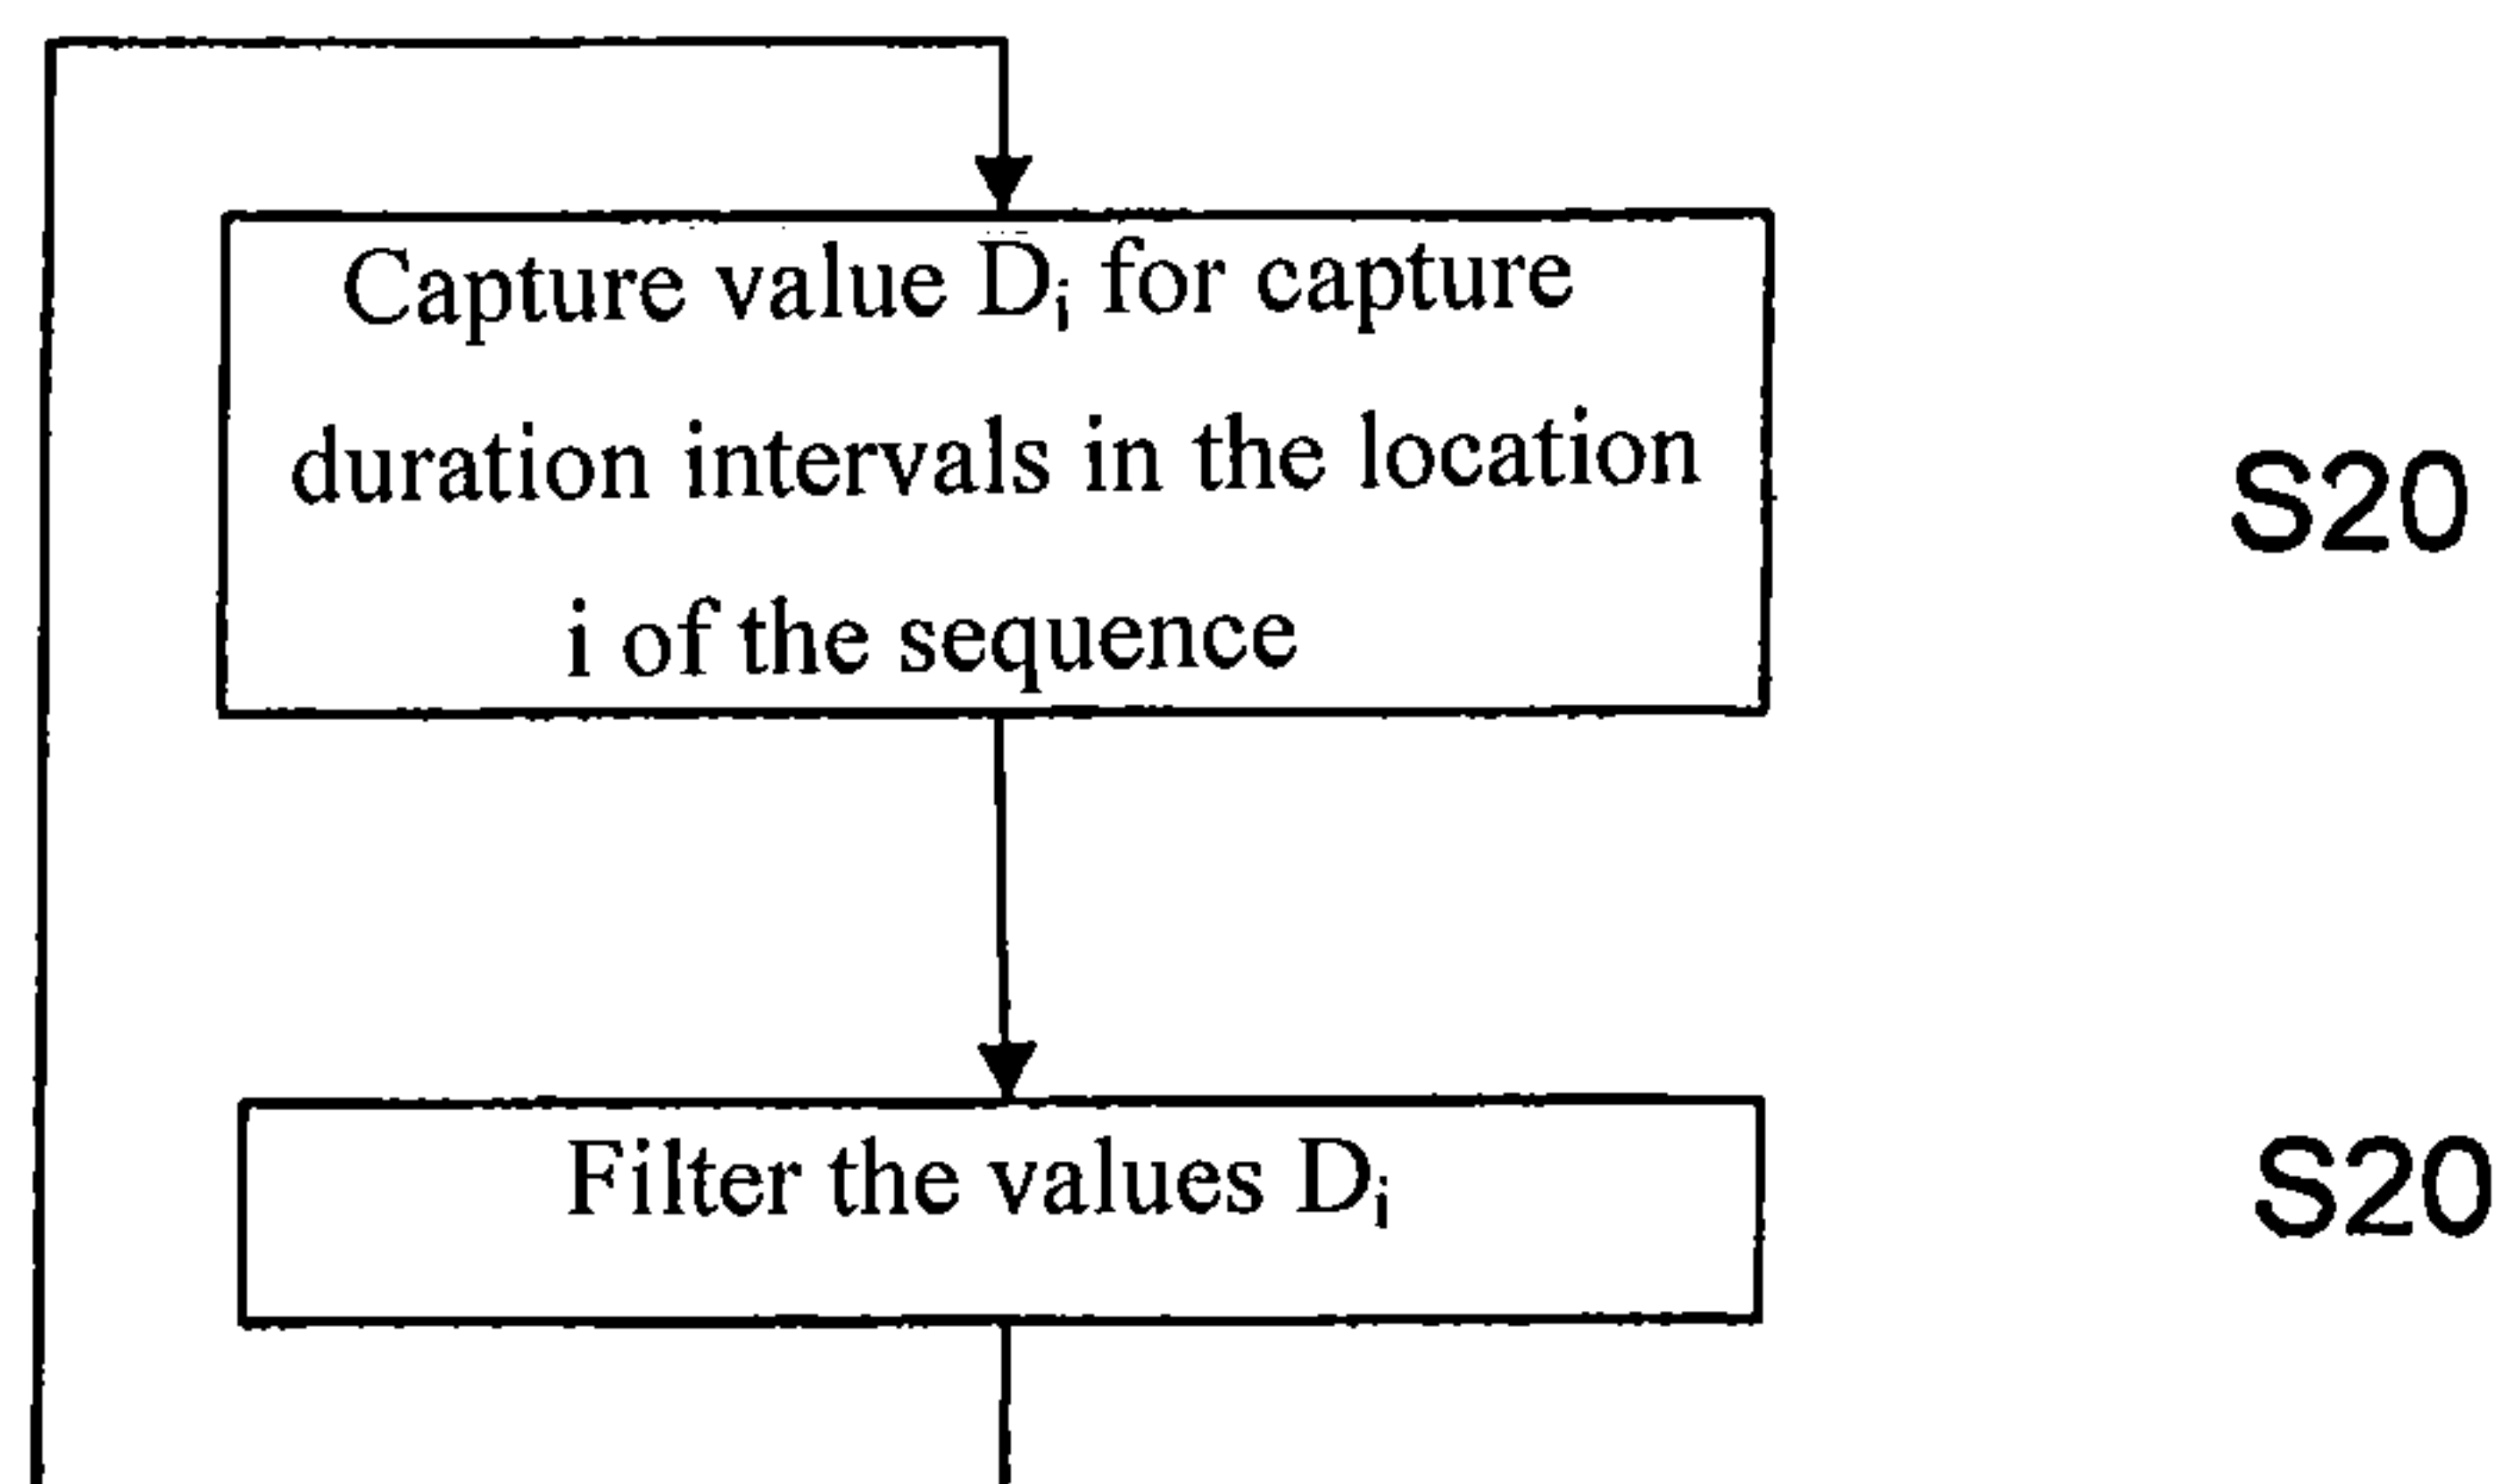 Capture value Di for capture
duration intervals in the location
i of the sequence
S20
Filter the values Di
S20